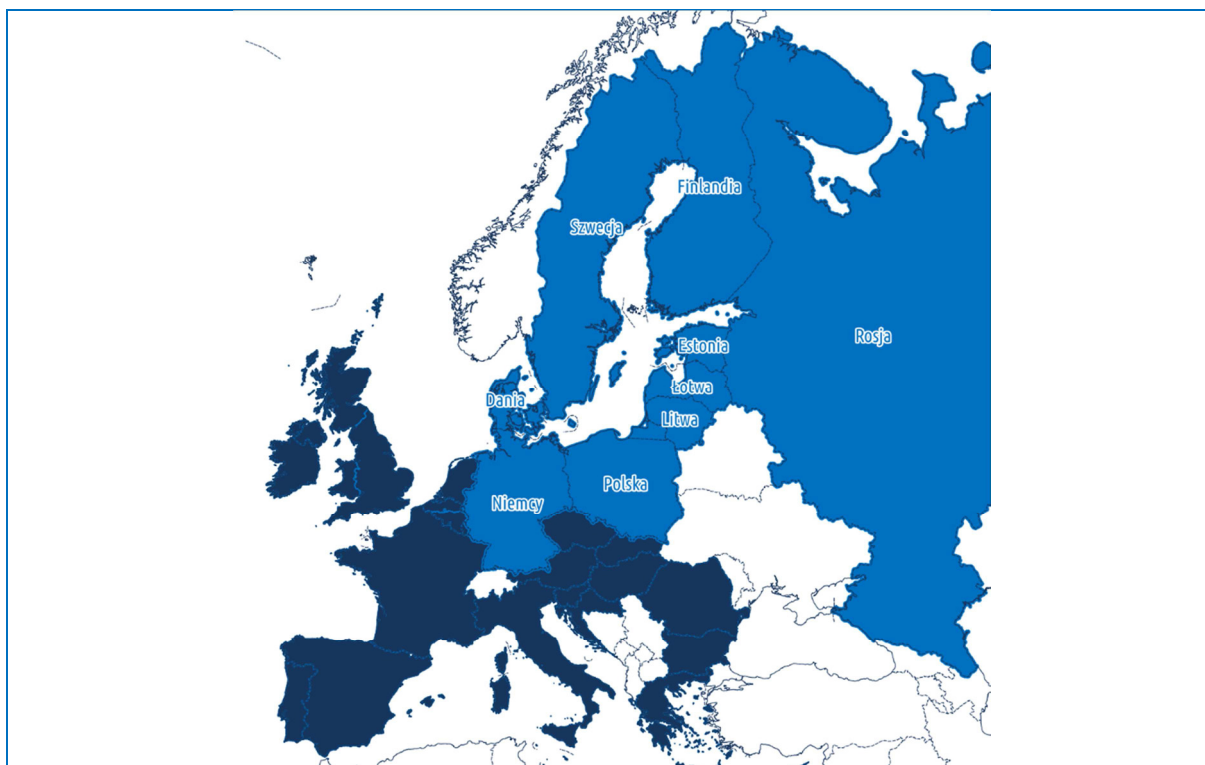 Finlandia
Szwecja
Rosja
Estonia
Łotwa
Dania
Litwa
Polska
Niemcy